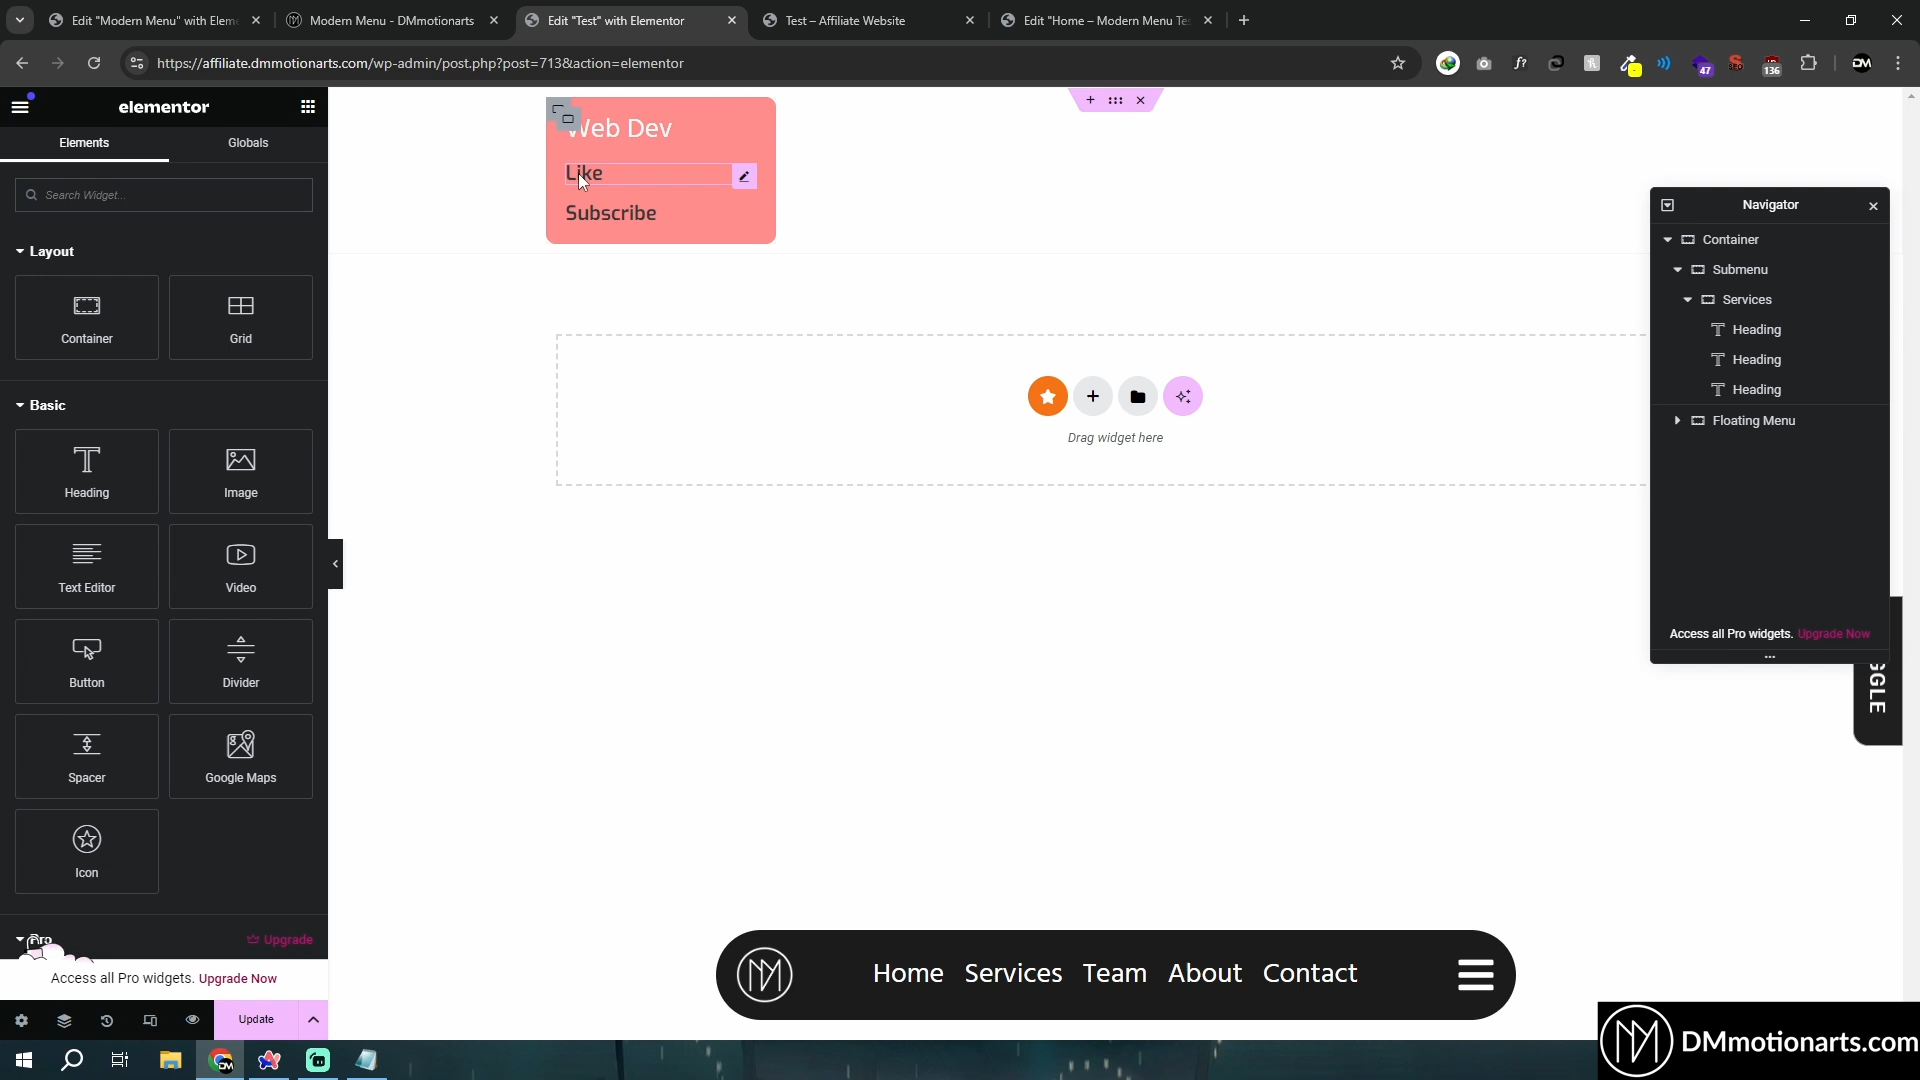 Edit "Modern Menu" with Elem
Modern Menu - DMmotionarts
Edit "Test" with Elementor
Test – Affiliate Website
Edit "Home – Modern Menu Te
https://affiliate.dmmotionarts.com/wp-admin/post.php?post=713&action=elementor
47
136
elementor
Elements
Globals
Search Widget...
Layout
Container
Grid
Basic
Heading
Image
Text Editor
Video
Button
Divider
Spacer
Google Maps
Icon
Pro
Upgrade
Access all Pro widgets. Upgrade Now
Update
Web Dev
Like
Subscribe
Drag widget here
Navigator
Container
Submenu
Services
Heading
Heading
Heading
Floating Menu
Access all Pro widgets. Upgrade Now
GGLE
Home Services Team About Contact
DMmotionarts.com